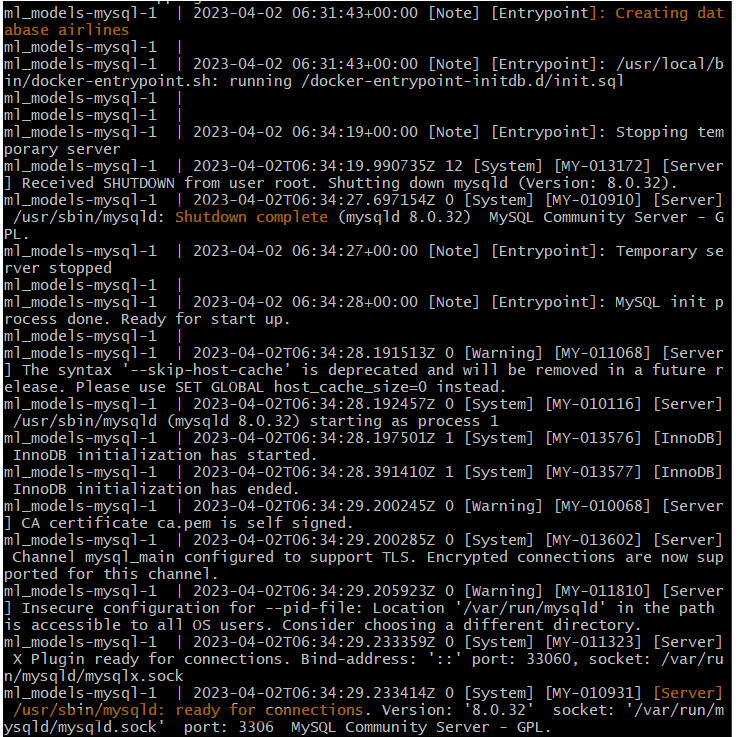 ml_models-mysql-1  | 2023-04-02 06:31:43+00:00 [Note] [Entrypoint]: Creating dat
abase airlines
ml_models-mysql-1  |
ml_models-mysql-1  | 2023-04-02 06:31:43+00:00 [Note] [Entrypoint]: /usr/local/b
in/docker-entrypoint.sh: running /docker-entrypoint-initdb.d/init.sql
ml_models-mysql-1  |
ml_models-mysql-1  |
ml_models-mysql-1  | 2023-04-02 06:34:19+00:00 [Note] [Entrypoint]: Stopping tem
porary server
ml_models-mysql-1  | 2023-04-02T06:34:19.990735Z 12 [System] [MY-013172] [Server
] Received SHUTDOWN from user root. Shutting down mysqld (Version: 8.0.32).
ml_models-mysql-1  | 2023-04-02T06:34:27.697154Z 0 [System] [MY-010910] [Server]
 /usr/sbin/mysqld: Shutdown complete (mysqld 8.0.32)  MySQL Community Server - G
PL.
ml_models-mysql-1  | 2023-04-02 06:34:27+00:00 [Note] [Entrypoint]: Temporary se
rver stopped
ml_models-mysql-1  |
ml_models-mysql-1  | 2023-04-02 06:34:28+00:00 [Note] [Entrypoint]: MySQL init p
rocess done. Ready for start up.
ml_models-mysql-1  |
ml_models-mysql-1  | 2023-04-02T06:34:28.191513Z 0 [Warning] [MY-011068] [Server
] The syntax '--skip-host-cache' is deprecated and will be removed in a future r
elease. Please use SET GLOBAL host_cache_size=0 instead.
ml_models-mysql-1  | 2023-04-02T06:34:28.192457Z 0 [System] [MY-010116] [Server]
 /usr/sbin/mysqld (mysqld 8.0.32) starting as process 1
ml_models-mysql-1  | 2023-04-02T06:34:28.197501Z 1 [System] [MY-013576] [InnoDB]
 InnoDB initialization has started.
ml_models-mysql-1  | 2023-04-02T06:34:28.391410Z 1 [System] [MY-013577] [InnoDB]
 InnoDB initialization has ended.
ml_models-mysql-1  | 2023-04-02T06:34:29.200245Z 0 [Warning] [MY-010068] [Server
] CA certificate ca.pem is self signed.
ml_models-mysql-1  | 2023-04-02T06:34:29.200285Z 0 [System] [MY-013602] [Server]
 Channel mysql_main configured to support TLS. Encrypted connections are now sup
ported for this channel.
ml_models-mysql-1  | 2023-04-02T06:34:29.205923Z 0 [Warning] [MY-011810] [Server
] Insecure configuration for --pid-file: Location '/var/run/mysqld' in the path
is accessible to all OS users. Consider choosing a different directory.
ml_models-mysql-1  | 2023-04-02T06:34:29.233359Z 0 [System] [MY-011323] [Server]
 X Plugin ready for connections. Bind-address: '::' port: 33060, socket: /var/ru
n/mysqld/mysqlx.sock
ml_models-mysql-1  | 2023-04-02T06:34:29.233414Z 0 [System] [MY-010931] [Server]
 /usr/sbin/mysqld: ready for connections. Version: '8.0.32'  socket: '/var/run/m
ysqld/mysqld.sock'  port: 3306  MySQL Community Server - GPL.